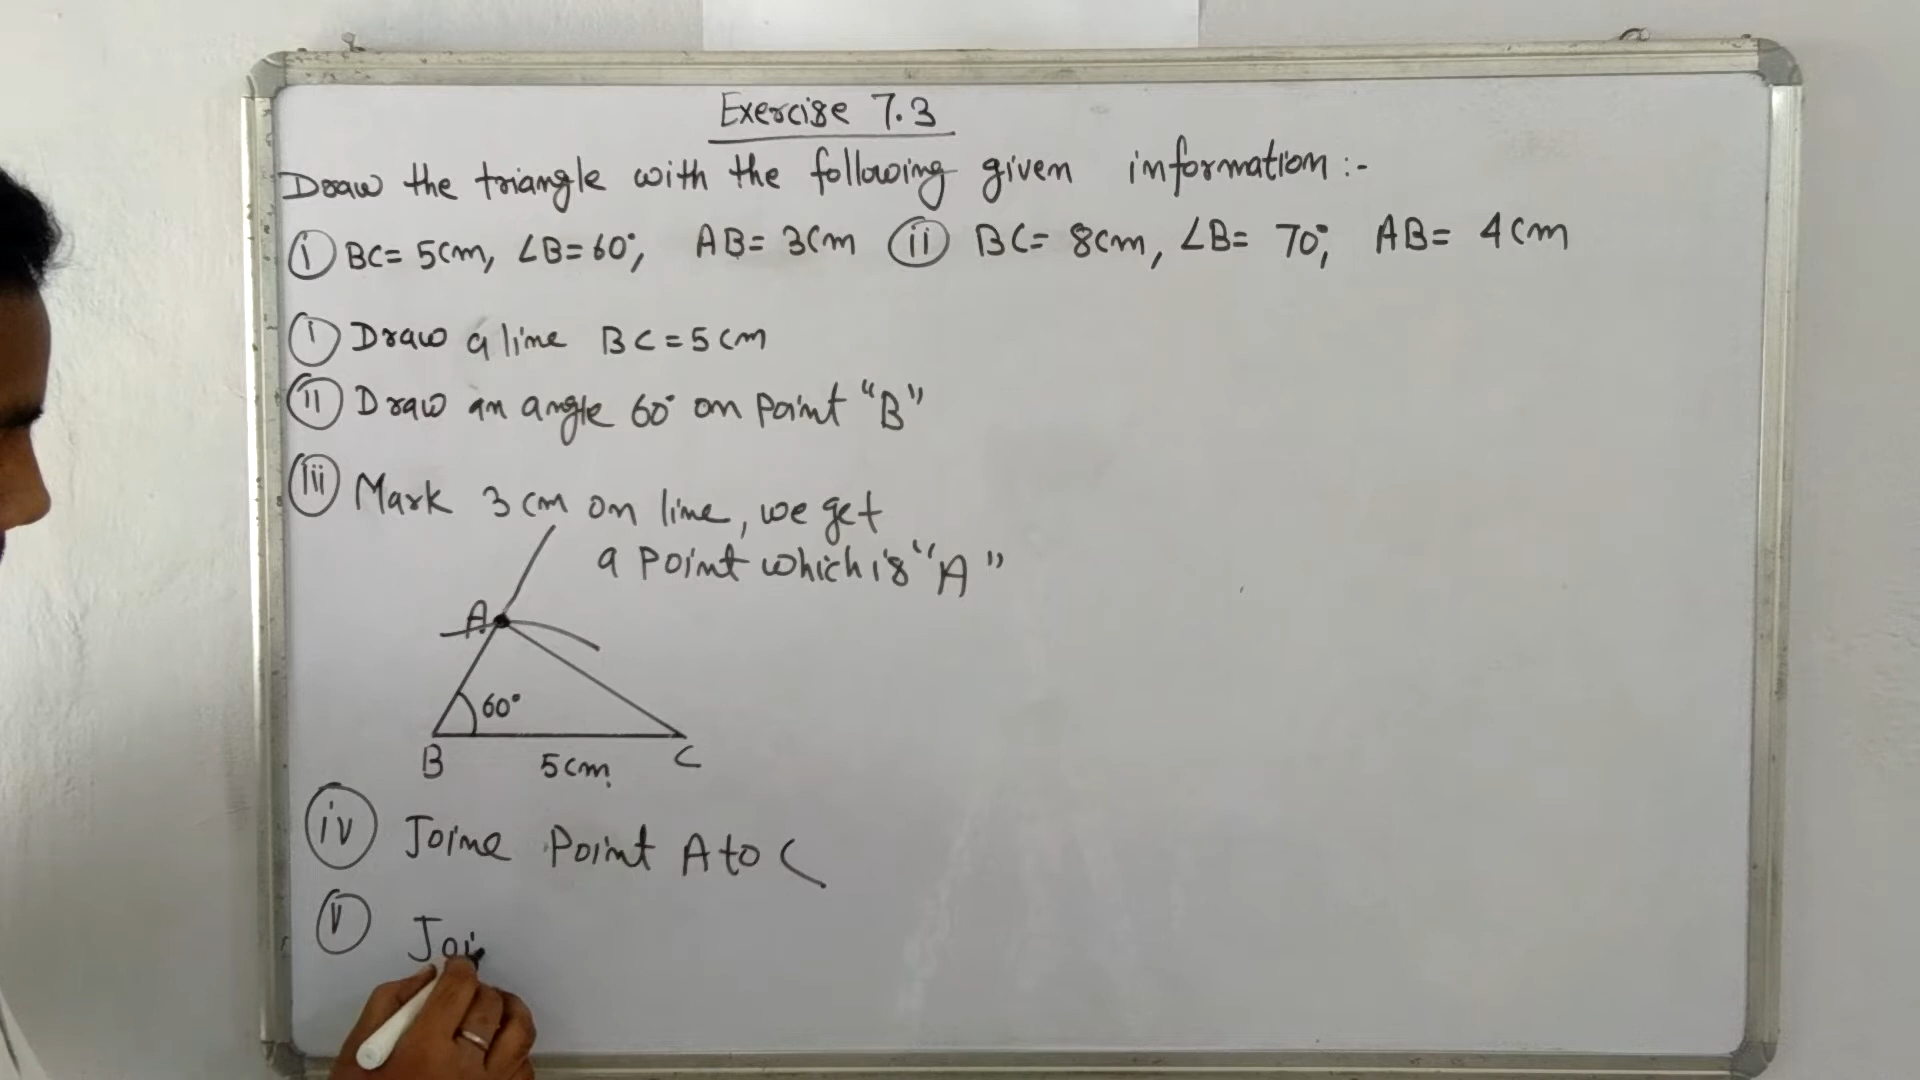 Exercise 7.3
Draw the triangle with the following given information :-
(i) BC= 5cm, ∠B=60°, AB= 3cm (ii) BC= 8cm, ∠B= 70°, AB= 4cm
(i) Draw a line BC=5cm
(ii) Draw an angle 60° on Point "B"
(iii) Mark 3cm on line, we get
a Point which is "A"
A
60°
B 5cm C
(iv) Joine Point A to C
(v) Joi